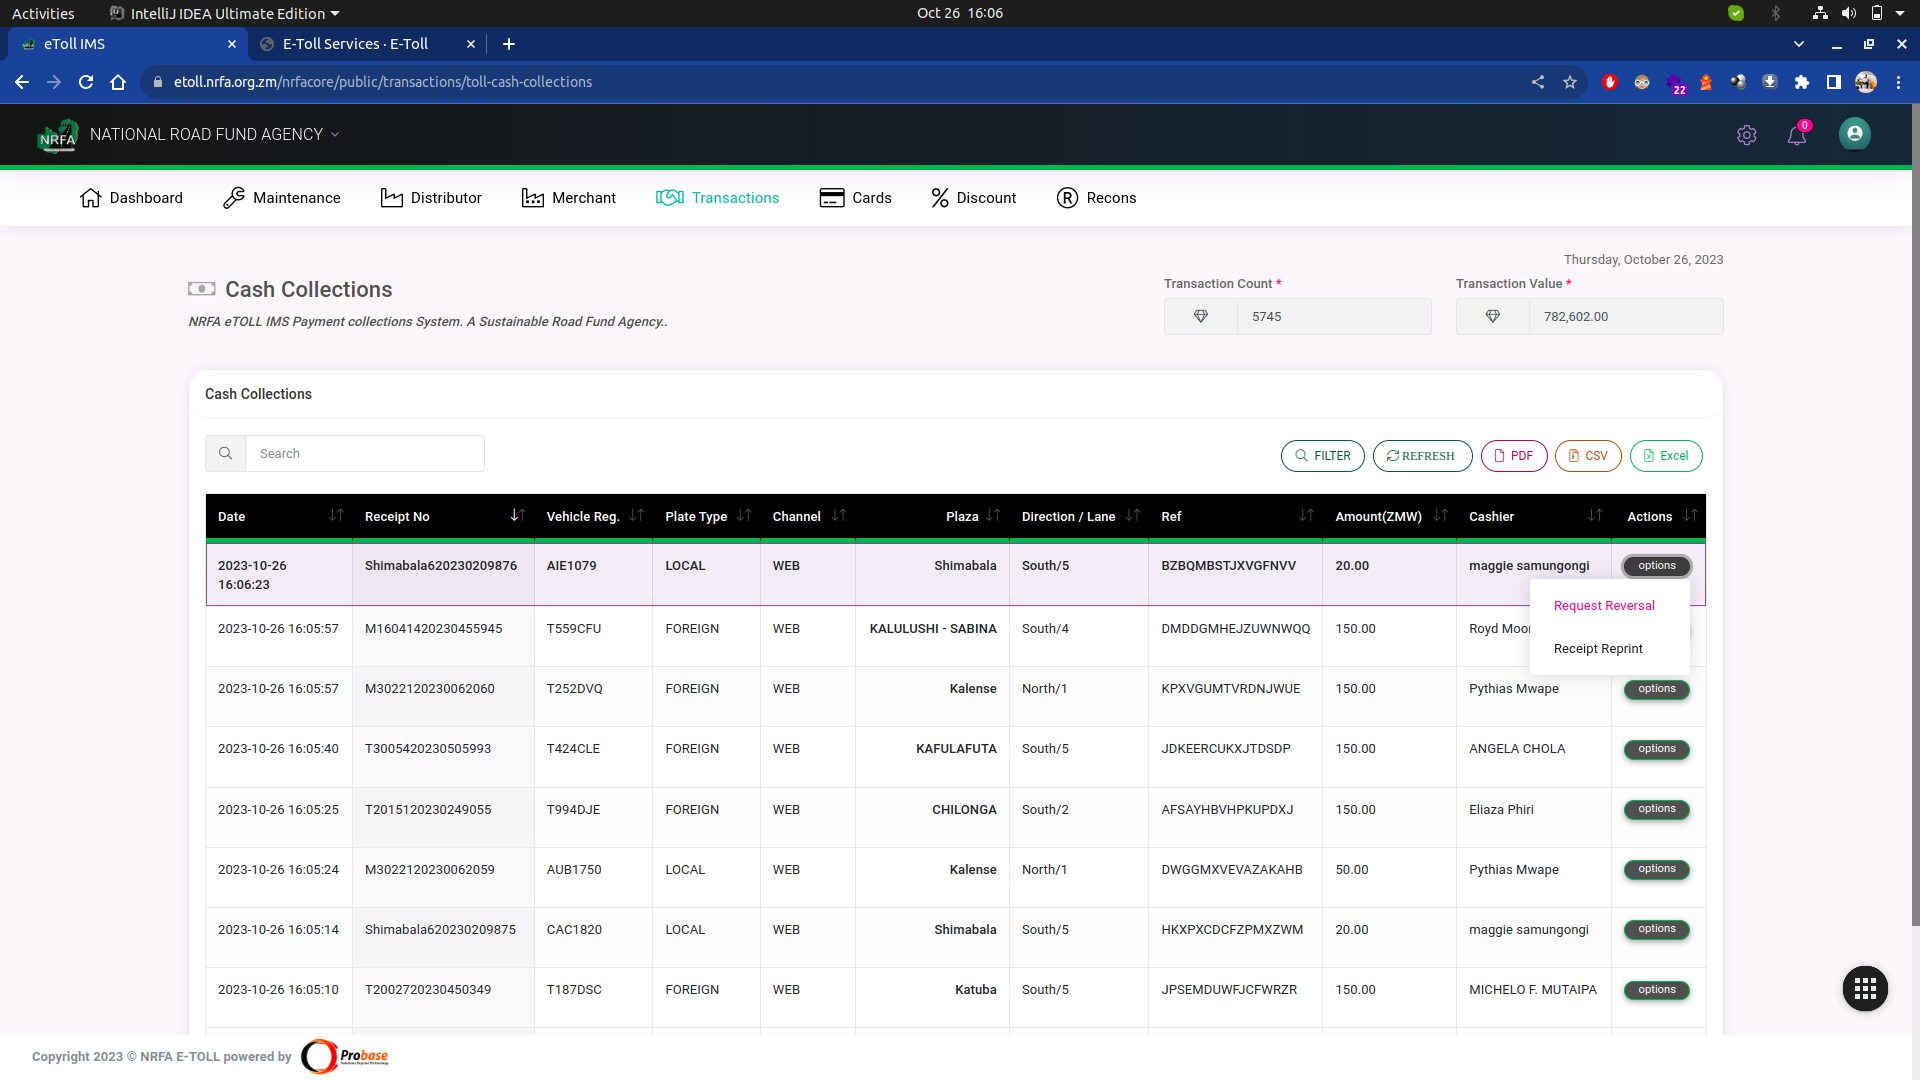 Activities IntelliJ IDEA Ultimate Edition Oct 26 16:06
eToll IMS E-Toll Services · E-Toll
etoll.nrfa.org.zm/nrfacore/public/transactions/toll-cash-collections 22
NRFA NATIONAL ROAD FUND AGENCY 0
Dashboard Maintenance Distributor Merchant Transactions Cards Discount Recons
Thursday, October 26, 2023
Cash Collections Transaction Count * Transaction Value *
NRFA eTOLL IMS Payment collections System. A Sustainable Road Fund Agency.. 5745 782,602.00
Cash Collections
Search FILTER REFRESH PDF CSV Excel
Date Receipt No Vehicle Reg. Plate Type Channel Plaza Direction / Lane Ref Amount(ZMW) Cashier Actions
2023-10-26 16:06:23 Shimabala620230209876 AIE1079 LOCAL WEB Shimabala South/5 BZBQMBSTJXVGFNVV 20.00 maggie samungongi options
Request Reversal
Receipt Reprint
2023-10-26 16:05:57 M16041420230455945 T559CFU FOREIGN WEB KALULUSHI - SABINA South/4 DMDDGMHEJZUWNWQQ 150.00 Royd
2023-10-26 16:05:57 M3022120230062060 T252DVQ FOREIGN WEB Kalense North/1 KPXVGUMTVRDNJWUE 150.00 Pythias Mwape options
2023-10-26 16:05:40 T3005420230505993 T424CLE FOREIGN WEB KAFULAFUTA South/5 JDKEERCUKXJTDSDP 150.00 ANGELA CHOLA options
2023-10-26 16:05:25 T2015120230249055 T994DJE FOREIGN WEB CHILONGA South/2 AFSAYHBVHPKUPDXJ 150.00 Eliaza Phiri options
2023-10-26 16:05:24 M3022120230062059 AUB1750 LOCAL WEB Kalense North/1 DWGGMXVEVAZAKAHB 50.00 Pythias Mwape options
2023-10-26 16:05:14 Shimabala620230209875 CAC1820 LOCAL WEB Shimabala South/5 HKXPXCDCFZPMXZWM 20.00 maggie samungongi options
2023-10-26 16:05:10 T2002720230450349 T187DSC FOREIGN WEB Katuba South/5 JPSEMDUWFJCFWRZR 150.00 MICHELO F. MUTAIPA options
Copyright 2023 © NRFA E-TOLL powered by Probase